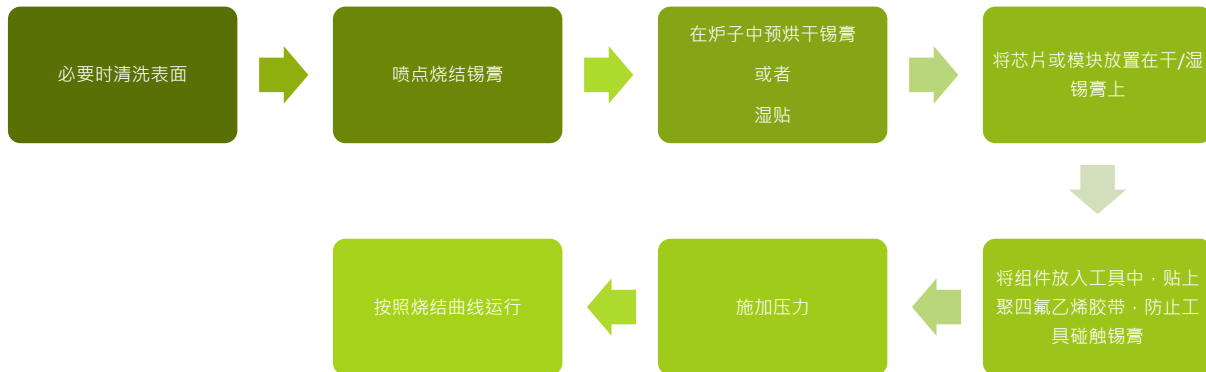 必要时清洗表面
喷点烧结锡膏
在炉子中预烘干锡膏
或者
湿贴
将芯片或模块放置在干/湿
锡膏上
将组件放入工具中，贴上
聚四氟乙烯胶带，防止工
具碰触锡膏
施加压力
按照烧结曲线运行